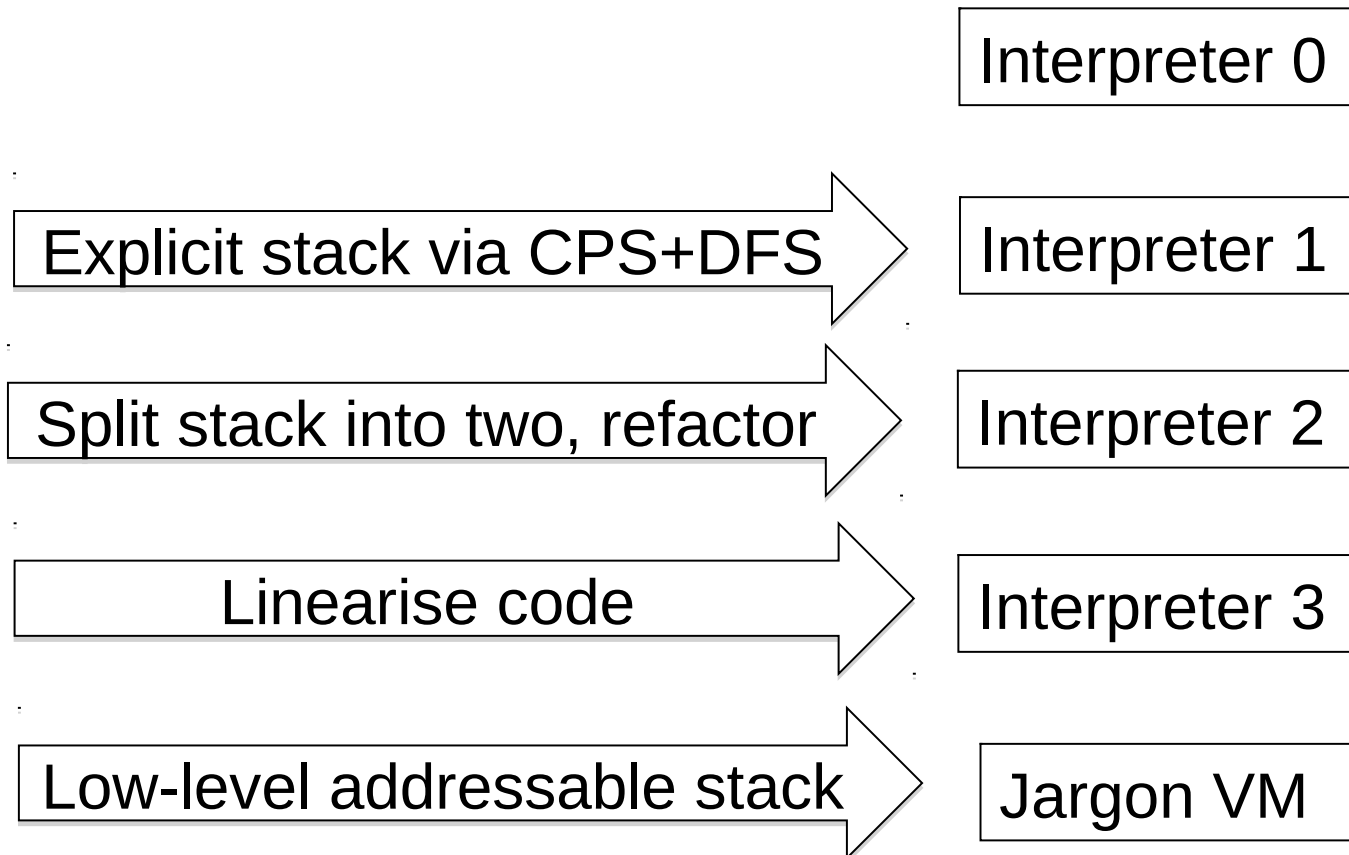 Interpreter 0
Explicit stack via CPS+DFS
Interpreter 1
Split stack into two, refactor
Interpreter 2
Linearise code
Interpreter 3
Low-level addressable stack
Jargon VM